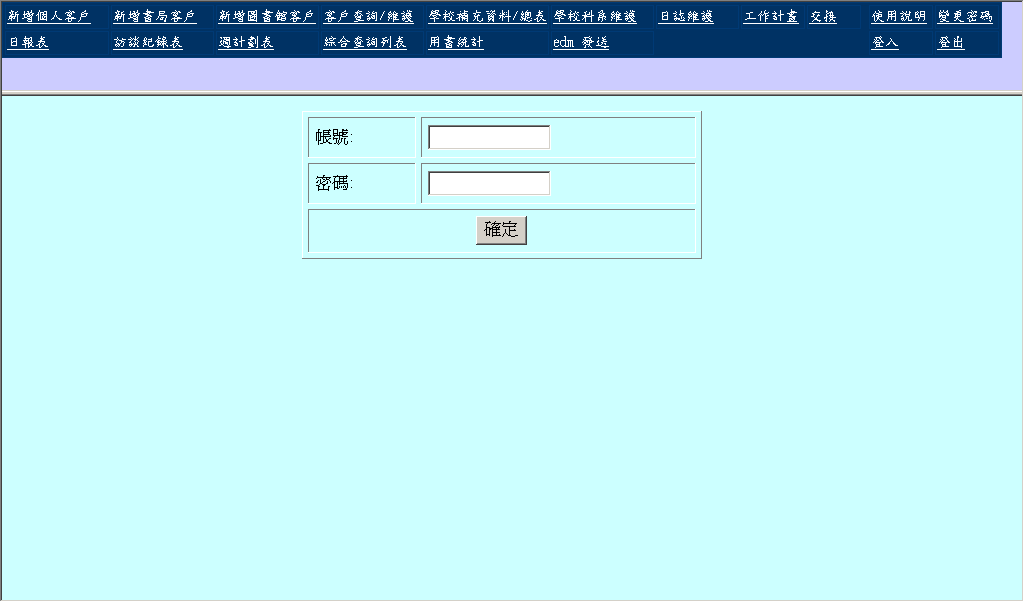 新增個人客戶 新增書局客戶 新增圖書館客戶 客戶查詢/維護 學校補充資料/總表 學校科系維護 日誌維護 工作計畫 交換 使用說明 變更密碼
日報表 訪談紀錄表 週計劃表 綜合查詢列表 用書統計 edm 發送 登入 登出
帳號:
密碼:
確定